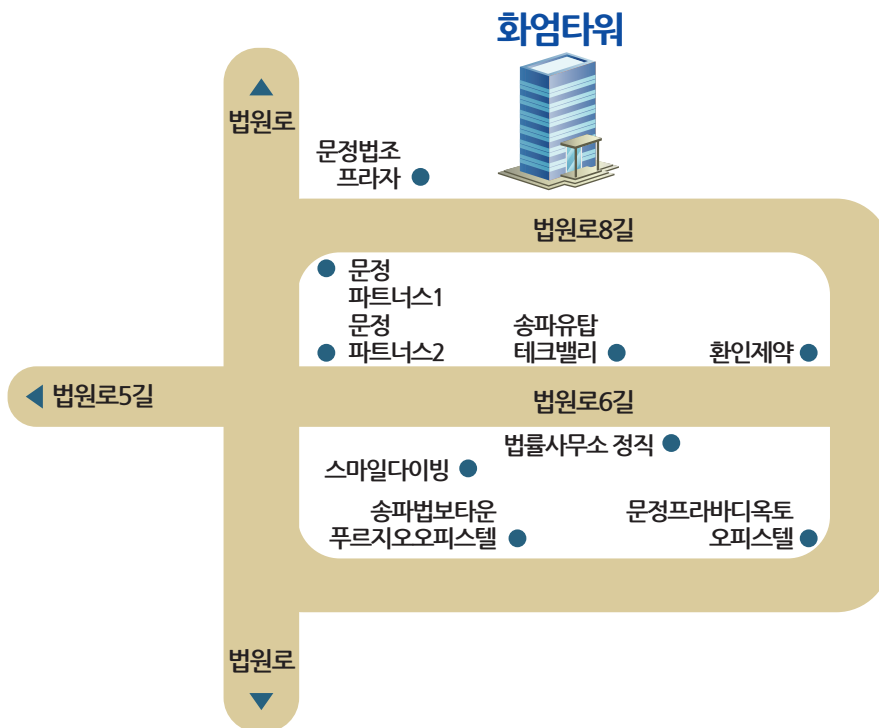 화엄타워
법원로
문정법조
프라자
법원로8길
문정
파트너스1
문정
파트너스2
송파유탑
테크밸리
환인제약
법원로5길
법원로6길
법률사무소 정직
스마일다이빙
송파법보타운
푸르지오오피스텔
문정프라바디옥토
오피스텔
법원로